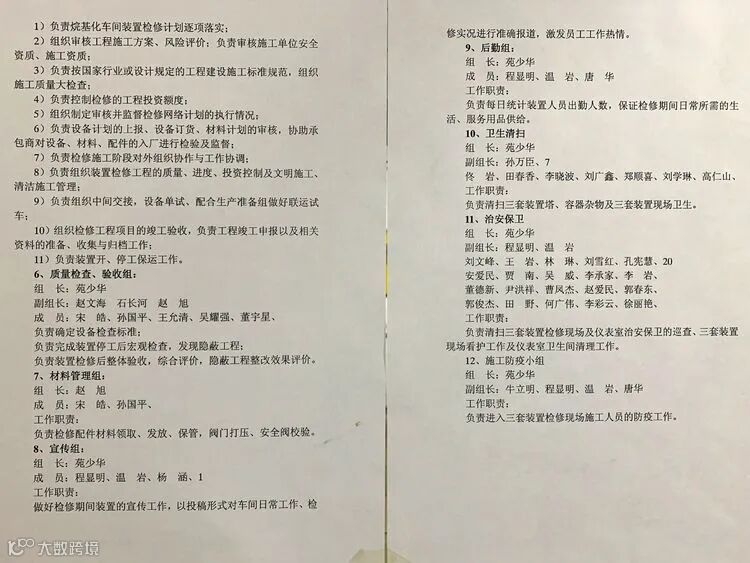 1）负责烷基化车间装置检修计划逐项落实；
2）组织审核工程施工方案、风险评价；负责审核施工单位安全
资质、施工资质；
3）负责按国家行业或设计规定的工程建设施工标准规范，组织
施工质量大检查；
4）负责控制检修的工程投资额度；
5）组织制定审核并监督检修网络计划的执行情况；
6）负责设备计划的上报、设备订货、材料计划的审核，协助承
包商对设备、材料、配件的入厂进行检验及监督；
7）负责检修施工阶段对外组织协作与工作协调；
8）负责组织装置检修工程的质量、进度、投资控制及文明施工、
清洁施工管理；
9）负责组织中间交接，设备单试、配合生产准备组做好联运试
车；
10）组织检修工程项目的竣工验收，负责工程竣工申报以及相关
资料的准备、收集与归档工作；
11）负责装置开、停工保运工作。
6、质量检查、验收组：
组 长：苑少华
副组长：赵文海 石长河 赵 旭
成 员：宋 皓、孙国平、王允清、吴耀强、董宇星、
负责确定设备检查标准；
负责完成装置停工后宏观检查，发现隐蔽工程；
负责装置检修后整体验收，综合评价，隐蔽工程整改效果评价。
7、材料管理组：
组 长：赵 旭
成 员：宋 皓、孙国平、
工作职责：
负责检修配件材料领取、发放、保管，阀门打压、安全阀校验。
8、宣传组：
组 长：苑少华
成 员：程显明、温 岩、杨 涵、1
工作职责：
做好检修期间装置的宣传工作，以投稿形式对车间日常工作、检
修实况进行准确报道，激发员工工作热情。
9、后勤组：
组 长：苑少华
成 员：程显明、温 岩、唐 华
工作职责：
负责每日统计装置人员出勤人数，保证检修期间日常所需的生
活、服务用品供给。
10、卫生清扫
组 长：苑少华
副组长：孙万臣、7
佟 岩、田春香、李晓波、刘广鑫、郑顺喜、刘学琳、高仁山、
工作职责：
负责清扫三套装置塔、容器杂物及三套装置现场卫生。
11、治安保卫
组 长：苑少华
副组长：程显明、温 岩
刘文峰、王 岩、林 琳、刘雪红、孔宪慧、20
安爱民、贾 南、吴 威、李承家、李 岩、
董德新、尹洪祥、曹凤杰、赵爱民、郭春东、
郭俊杰、田 野、何广伟、李彩云、徐丽艳、
工作职责：
负责清扫三套装置检修现场及仪表室治安保卫的巡查、三套装置
现场看护工作及仪表室卫生间清理工作。
12、施工防疫小组
组 长：苑少华
副组长：牛立明、程显明、温 岩、唐华
工作职责：
负责进入三套装置检修现场施工人员的防疫工作。
大数跨境